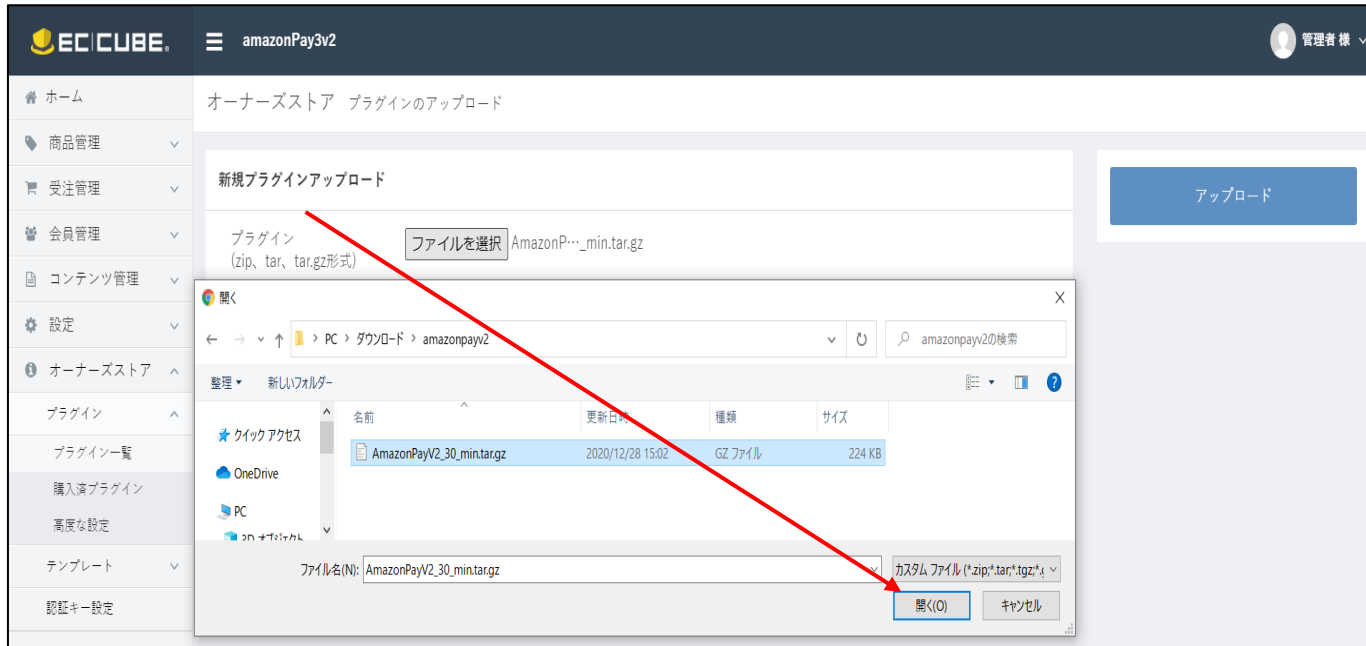 EC CUBE®
amazonPay3v2
管理者 様
ホーム
商品管理
受注管理
会員管理
コンテンツ管理
設定
オーナーズストア
プラグイン
プラグイン一覧
購入済プラグイン
高度な設定
テンプレート
認証キー設定
オーナーズストア プラグインのアップロード
新規プラグインアップロード
プラグイン
(zip、tar、tar.gz形式)
ファイルを選択 AmazonP…_min.tar.gz
アップロード
開く
PC › ダウンロード › amazonpayv2
amazonpayv2の検索
整理 新しいフォルダー
クイック アクセス
OneDrive
PC
3D オブジェクト
名前 更新日時 種類 サイズ
AmazonPayV2_30_min.tar.gz 2020/12/28 15:02 GZ ファイル 224 KB
ファイル名(N): AmazonPayV2_30_min.tar.gz
カスタム ファイル (*.zip;*.tar;*.tgz;*.g
開く(O) キャンセル